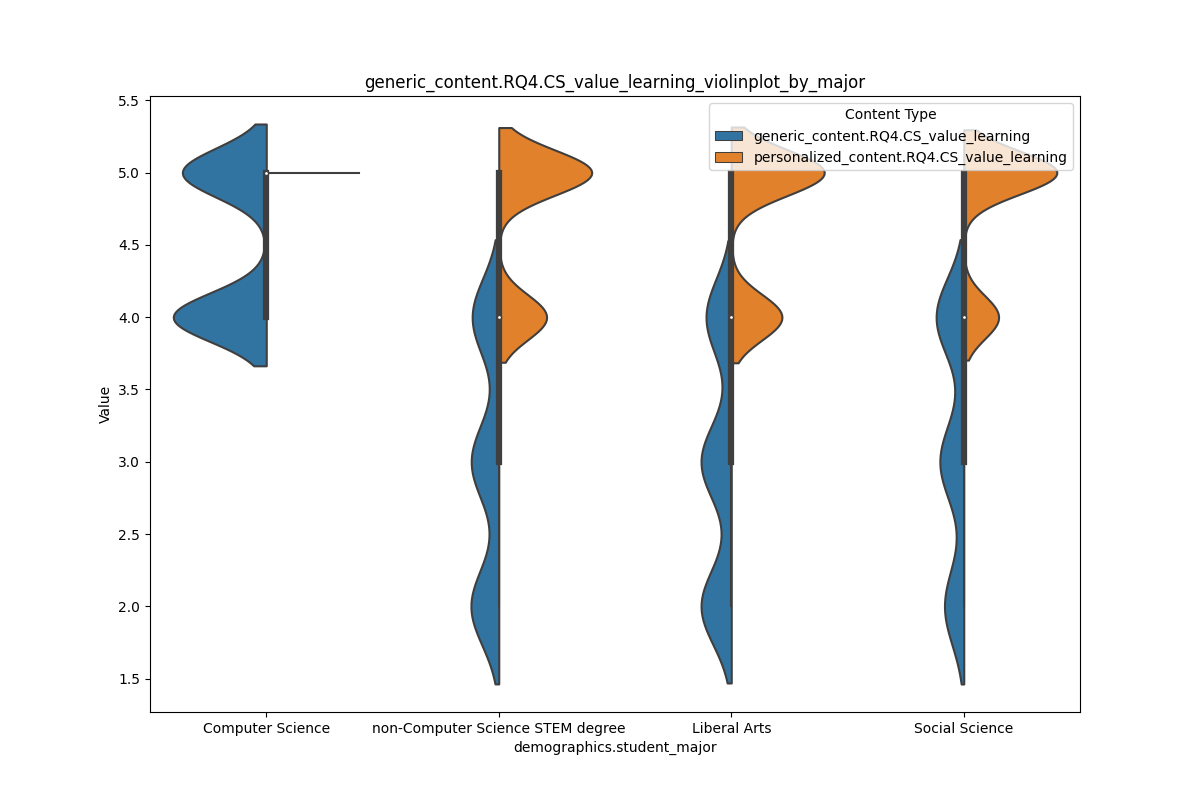 generic_content.RQ4.CS_value_learning_violinplot_by_major
Content Type
generic_content.RQ4.CS_value_learning
personalized_content.RQ4.CS_value_learning
5.5
5.0
4.5
4.0
3.5
3.0
2.5
2.0
1.5
Value
Computer Science
non-Computer Science STEM degree
Liberal Arts
Social Science
demographics.student_major